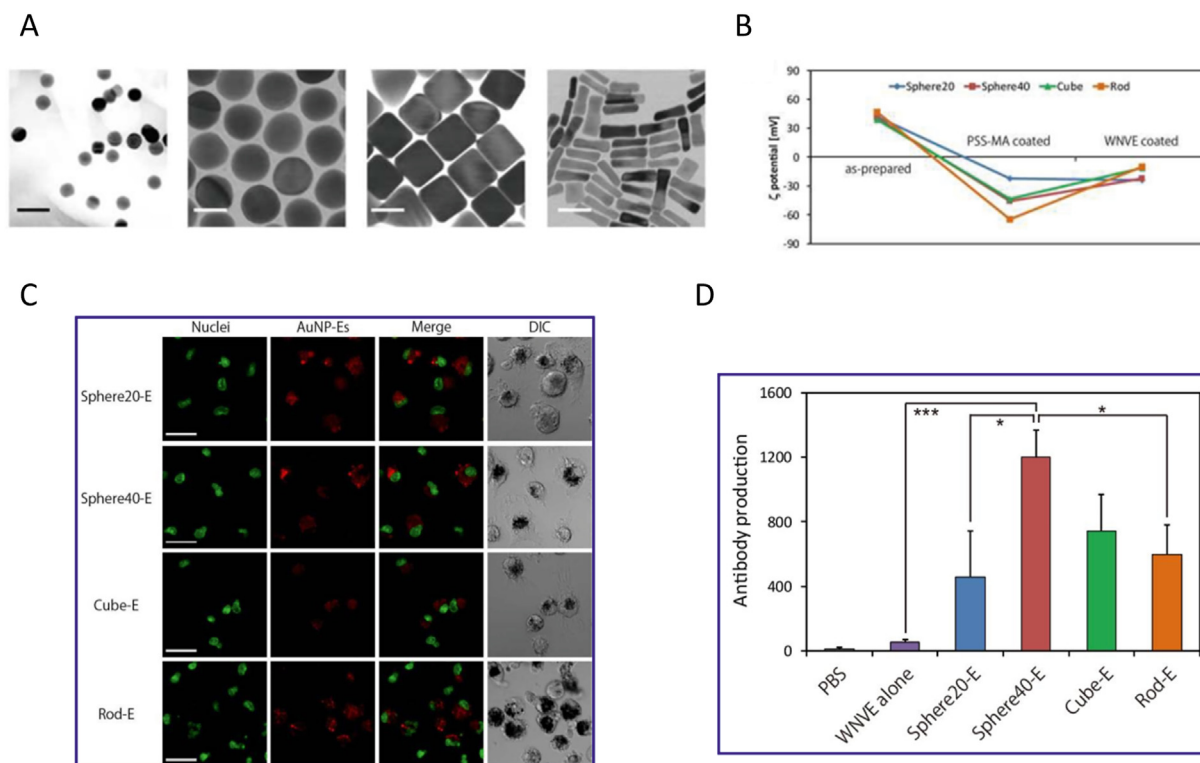 A
B
90
60
30
0
-30
-60
-90
ζ potential [mV]
Sphere20 Sphere40 Cube Rod
as-prepared
PSS-MA coated
WNVE coated
C
Nuclei AuNP-Es Merge DIC
Sphere20-E
Sphere40-E
Cube-E
Rod-E
D
Antibody production
1600
1200
800
400
0
***
*
*
PBS
WNVE alone
Sphere20-E
Sphere40-E
Cube-E
Rod-E